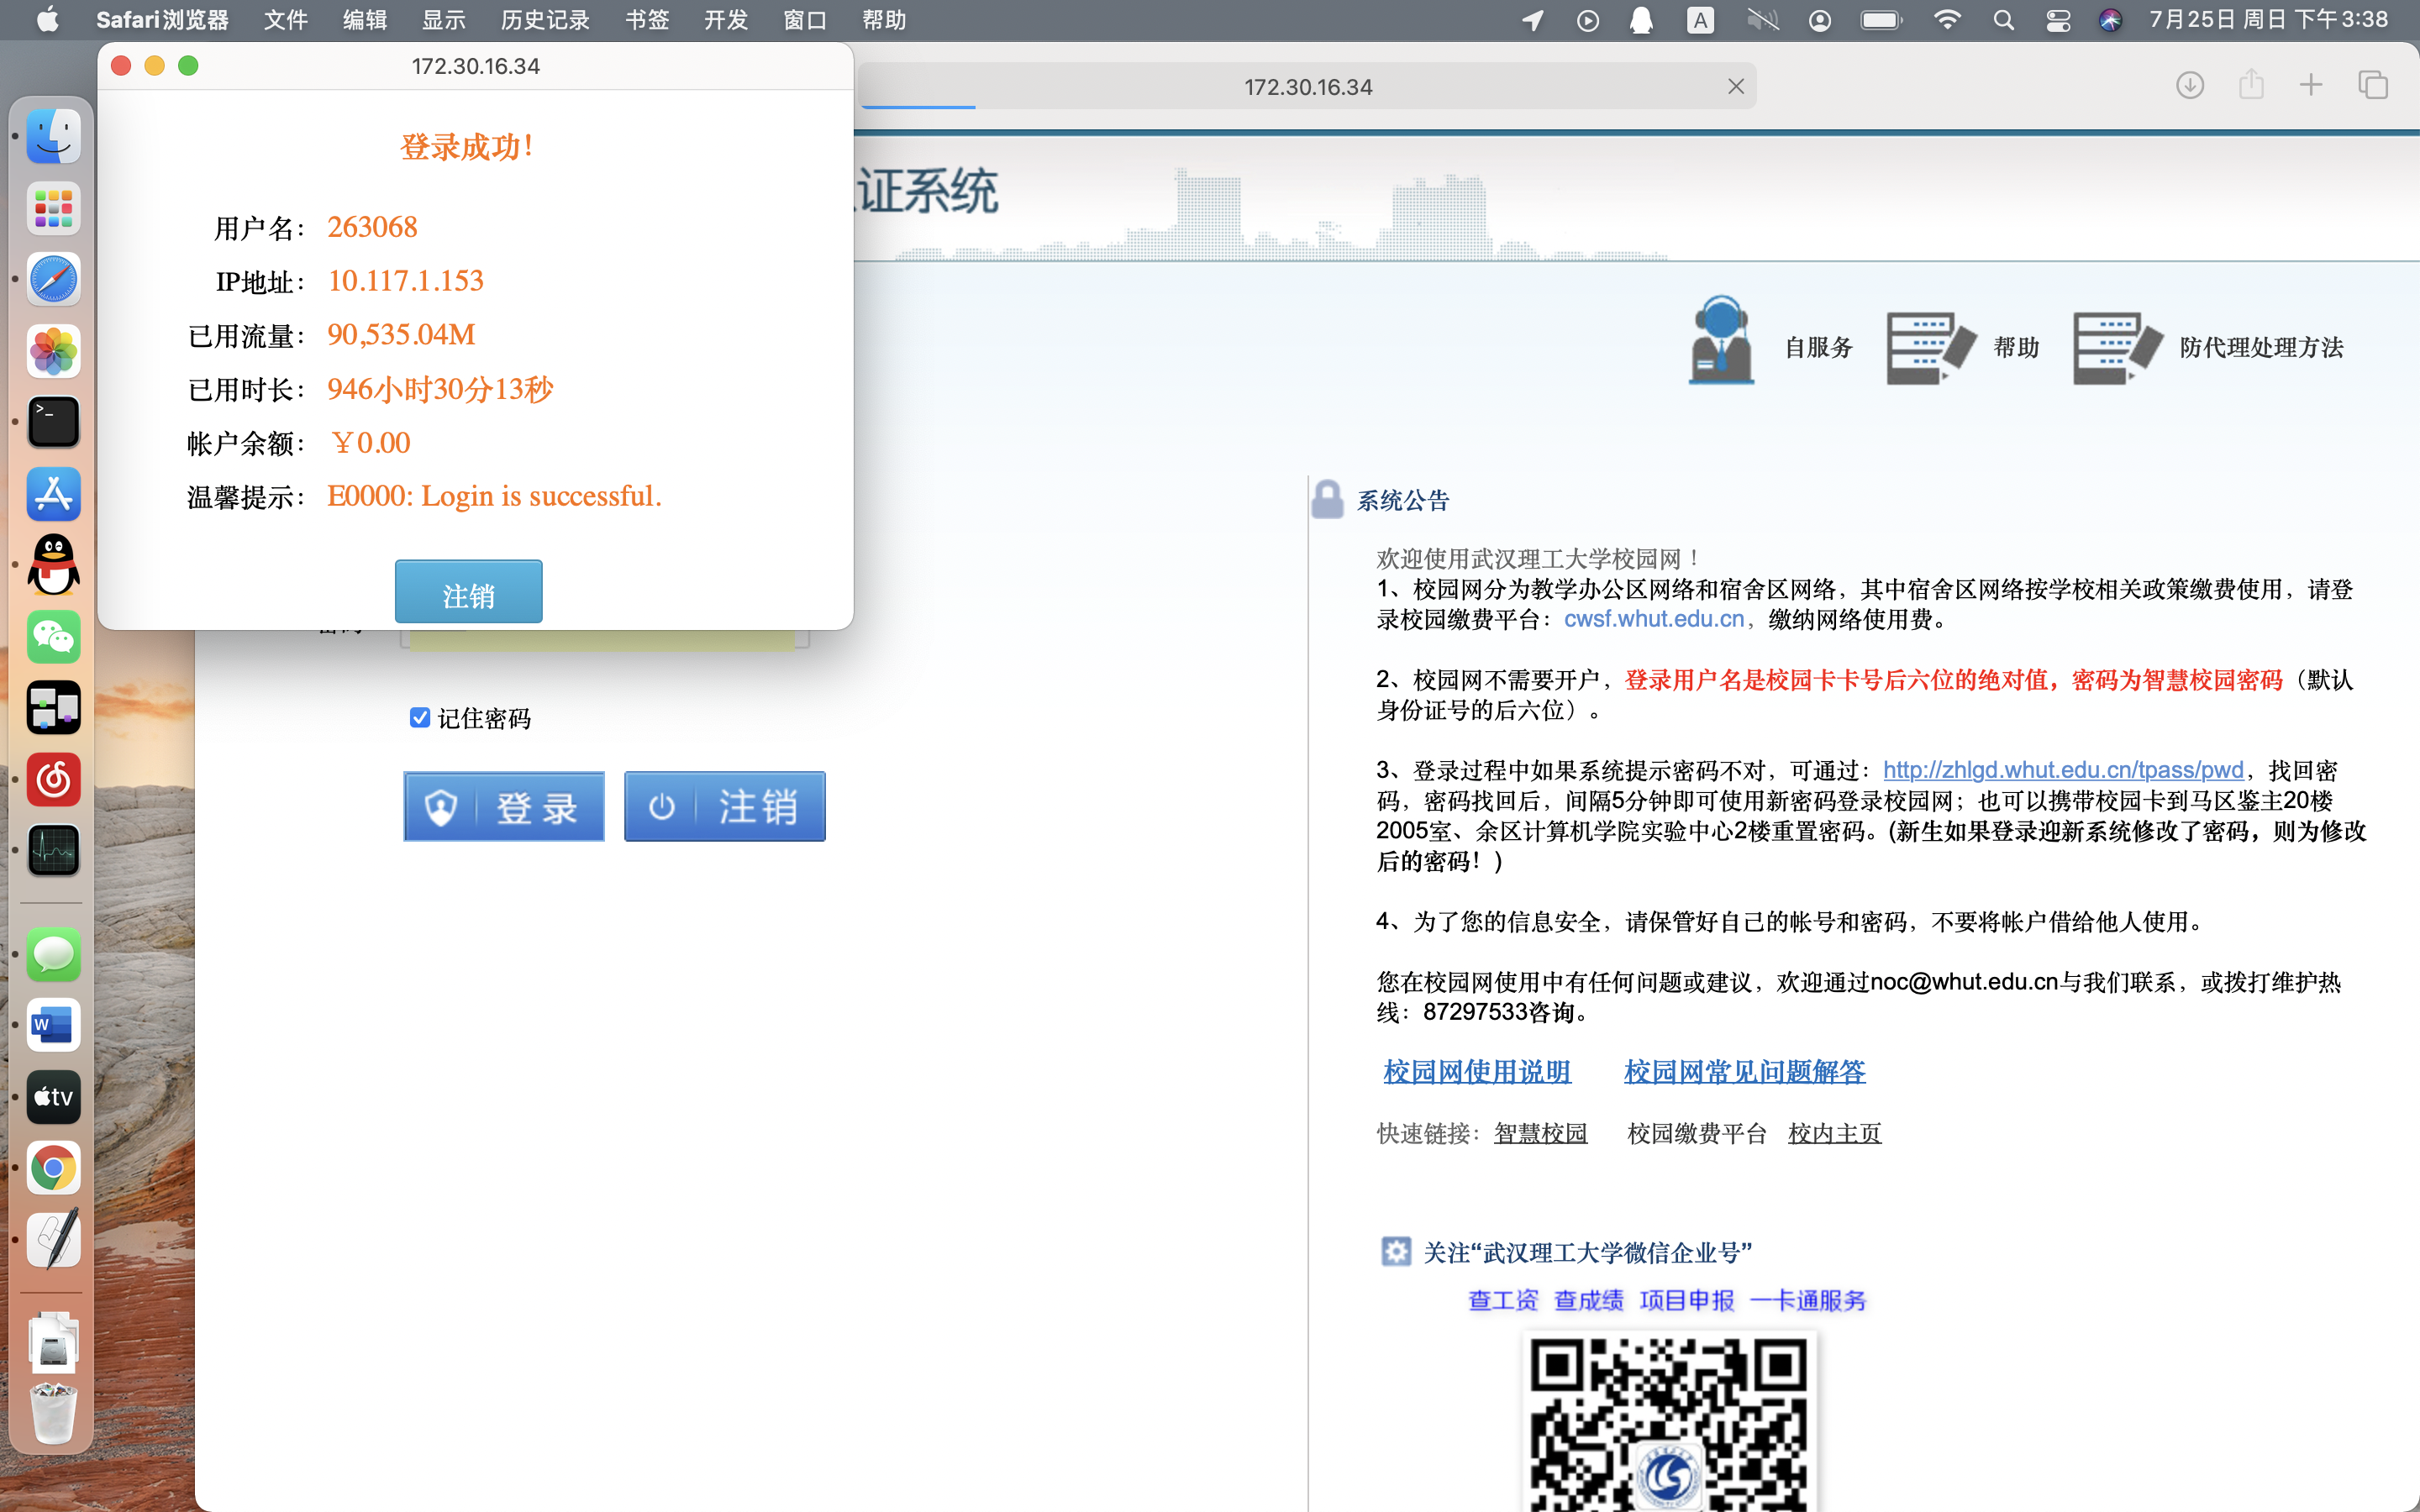 Safari浏览器 文件 编辑 显示 历史记录 书签 开发 窗口 帮助
A
7月25日 周日 下午3:38
172.30.16.34
172.30.16.34
登录成功！
用户名： 263068
IP地址： 10.117.1.153
已用流量： 90,535.04M
已用时长： 946小时30分13秒
帐户余额： ￥0.00
温馨提示： E0000: Login is successful.
注销
证系统
自服务 帮助 防代理处理方法
记住密码
登录 注销
系统公告
欢迎使用武汉理工大学校园网！
1、校园网分为教学办公区网络和宿舍区网络，其中宿舍区网络按学校相关政策缴费使用，请登
录校园缴费平台：cwsf.whut.edu.cn，缴纳网络使用费。
2、校园网不需要开户，登录用户名是校园卡卡号后六位的绝对值，密码为智慧校园密码（默认
身份证号的后六位）。
3、登录过程中如果系统提示密码不对，可通过：http://zhlgd.whut.edu.cn/tpass/pwd，找回密
码，密码找回后，间隔5分钟即可使用新密码登录校园网；也可以携带校园卡到马区鉴主20楼
2005室、余区计算机学院实验中心2楼重置密码。(新生如果登录迎新系统修改了密码，则为修改
后的密码！)
4、为了您的信息安全，请保管好自己的帐号和密码，不要将帐户借给他人使用。
您在校园网使用中有任何问题或建议，欢迎通过noc@whut.edu.cn与我们联系，或拨打维护热
线：87297533咨询。
校园网使用说明 校园网常见问题解答
快速链接：智慧校园 校园缴费平台 校内主页
关注“武汉理工大学微信企业号”
查工资 查成绩 项目申报 一卡通服务
W
tv